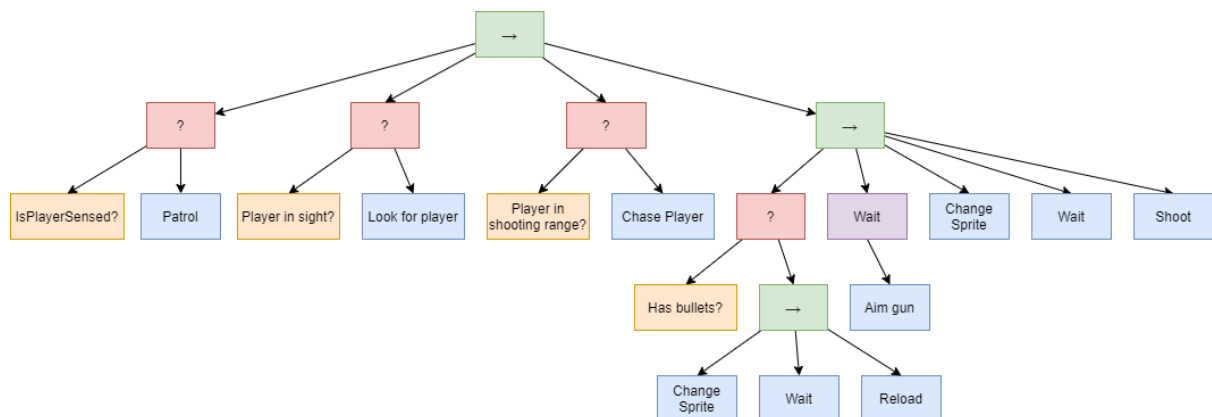 →
?
?
?
→
IsPlayerSensed?
Patrol
Player in sight?
Look for player
Player in
shooting range?
Chase Player
?
Wait
Change
Sprite
Wait
Shoot
Has bullets?
→
Aim gun
Change
Sprite
Wait
Reload